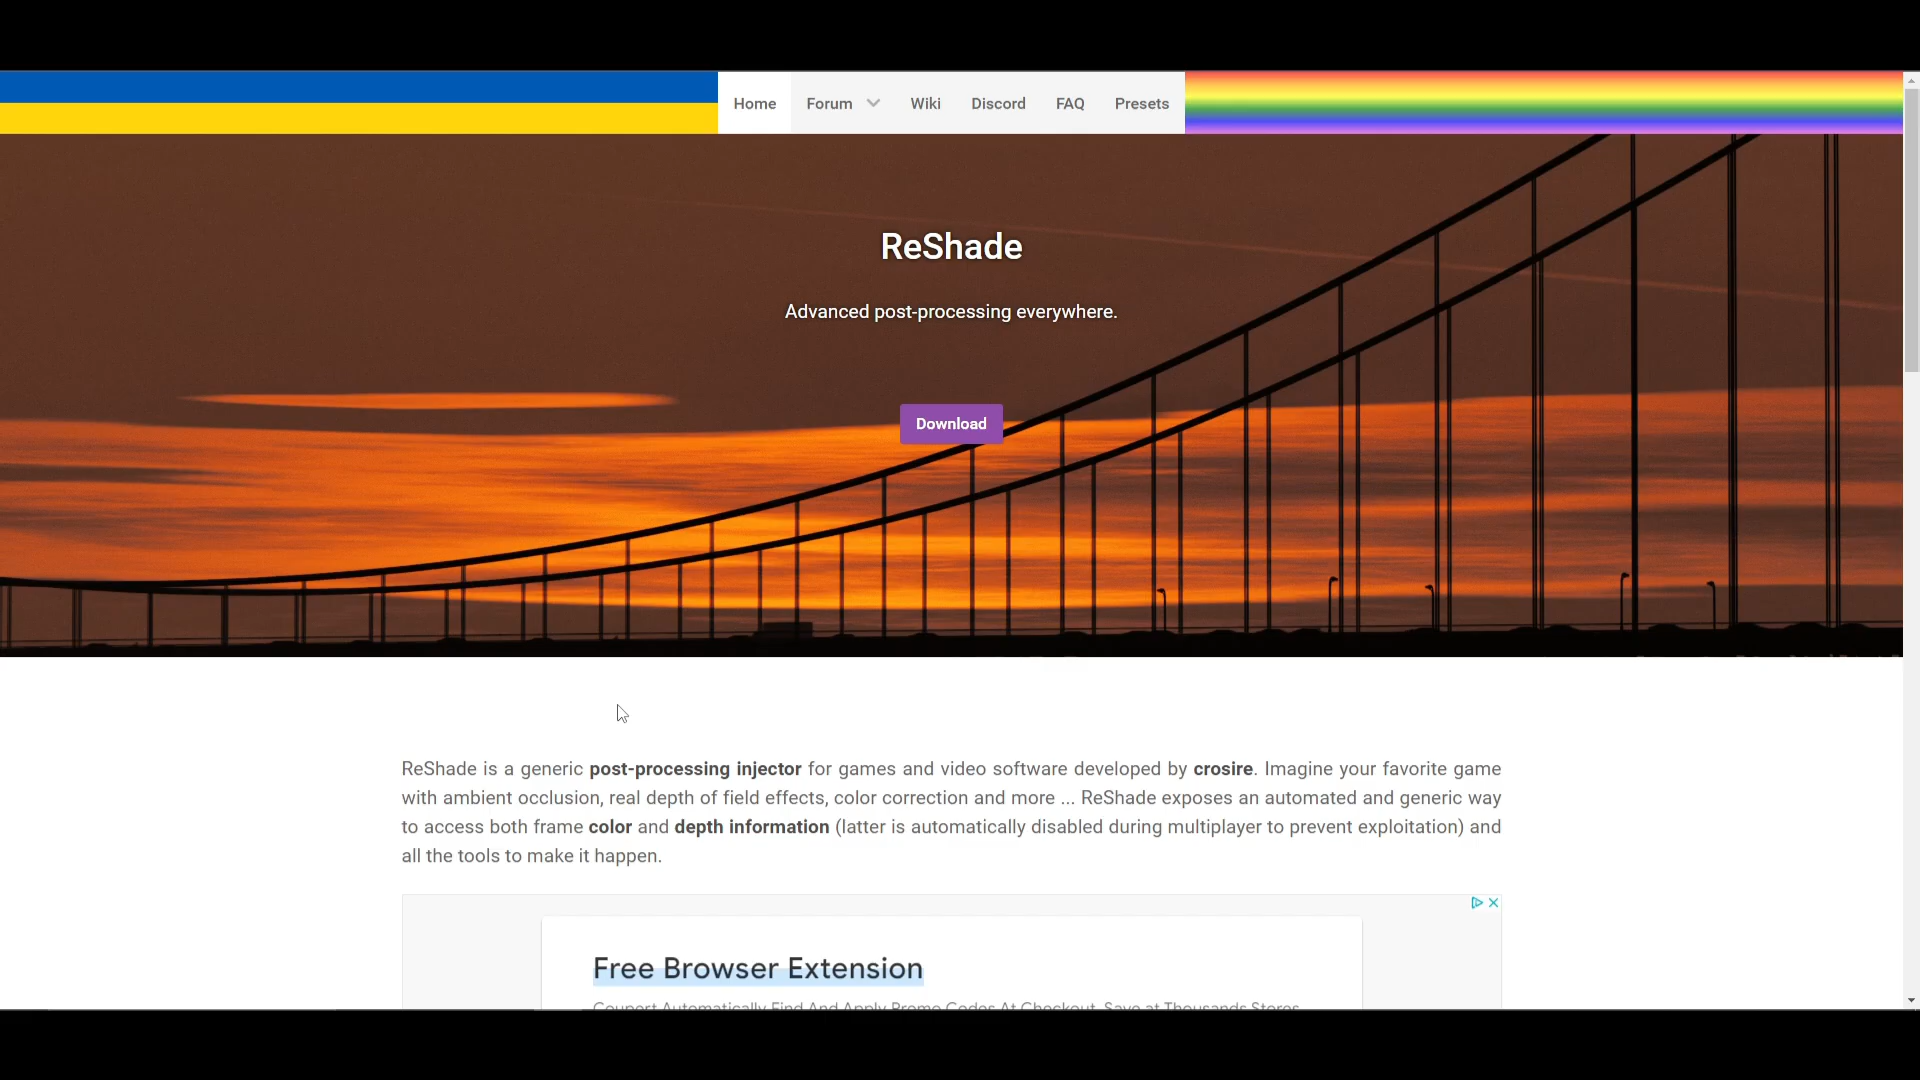 Home Forum Wiki Discord FAQ Presets
ReShade
Advanced post-processing everywhere.
Download
ReShade is a generic post-processing injector for games and video software developed by crosire. Imagine your favorite game
with ambient occlusion, real depth of field effects, color correction and more ... ReShade exposes an automated and generic way
to access both frame color and depth information (latter is automatically disabled during multiplayer to prevent exploitation) and
all the tools to make it happen.
Free Browser Extension
Coupert Automatically Find And Apply Promo Codes At Checkout. Save at Thousands Stores